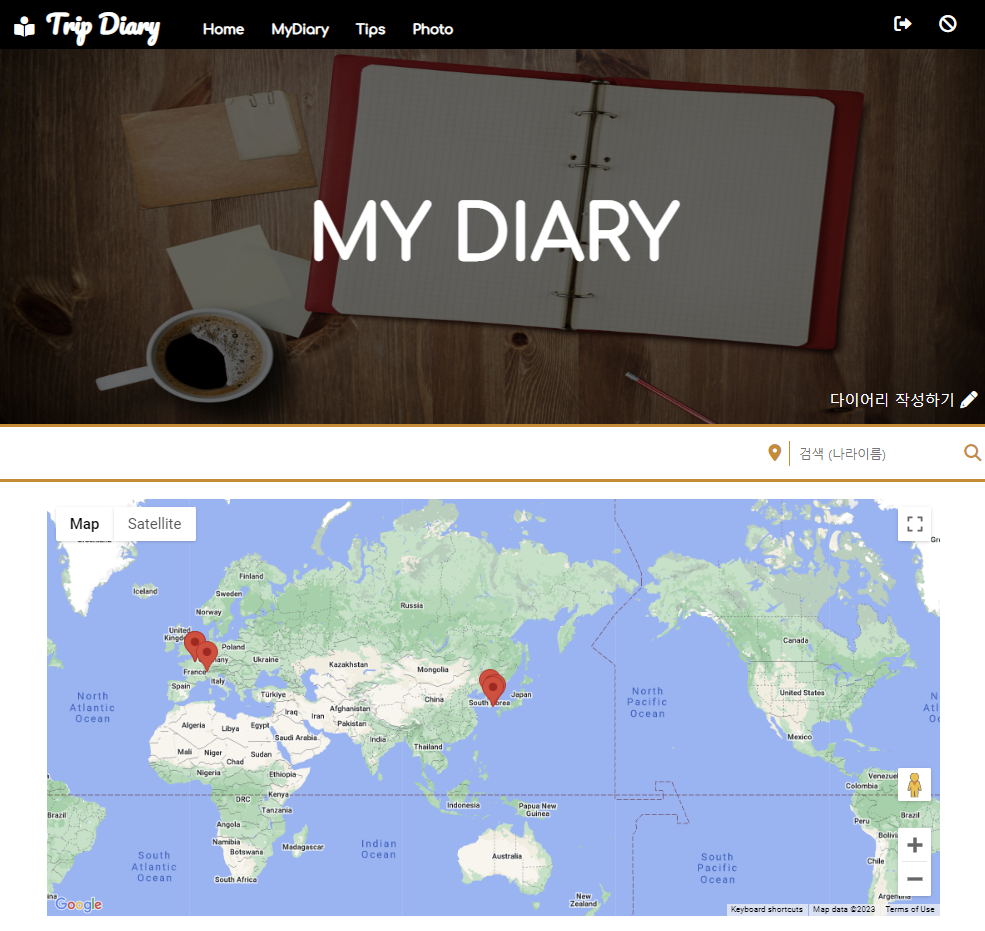 Trip Diary
Home MyDiary Tips Photo
MY DIARY
다이어리 작성하기
검색 (나라이름)
Map Satellite
Iceland
Finland
Sweden
Norway
Russia
United Kingdom
Poland
Ukraine
France
Kazakhstan
Mongolia
Spain
Italy
Türkiye
China
Japan
South Korea
Canada
United States
Mexico
North Atlantic Ocean
North Pacific Ocean
Algeria
Libya
Egypt
Iraq
Iran
Afghanistan
Pakistan
Saudi Arabia
India
Thailand
Mali
Niger
Chad
Sudan
Nigeria
Ethiopia
DRC
Kenya
Tanzania
Indonesia
Papua New Guinea
Angola
Namibia
Botswana
Madagascar
South Africa
Australia
New Zealand
Brazil
South Atlantic Ocean
Indian Ocean
South Pacific Ocean
Venezue
Colombia
Peru
Brazil
Bolivi
Chile
Argentina
Google
Keyboard shortcuts Map data ©2023 Terms of Use